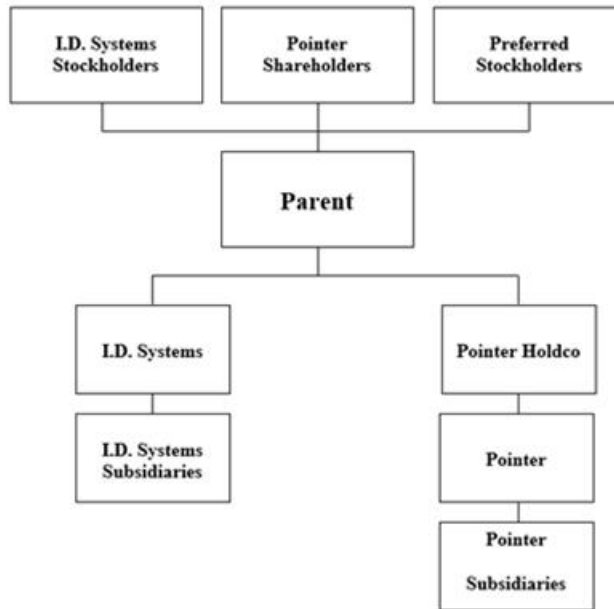 I.D. Systems
Stockholders
Pointer
Shareholders
Preferred
Stockholders
Parent
I.D. Systems
Pointer Holdco
I.D. Systems
Subsidiaries
Pointer
Pointer
Subsidiaries